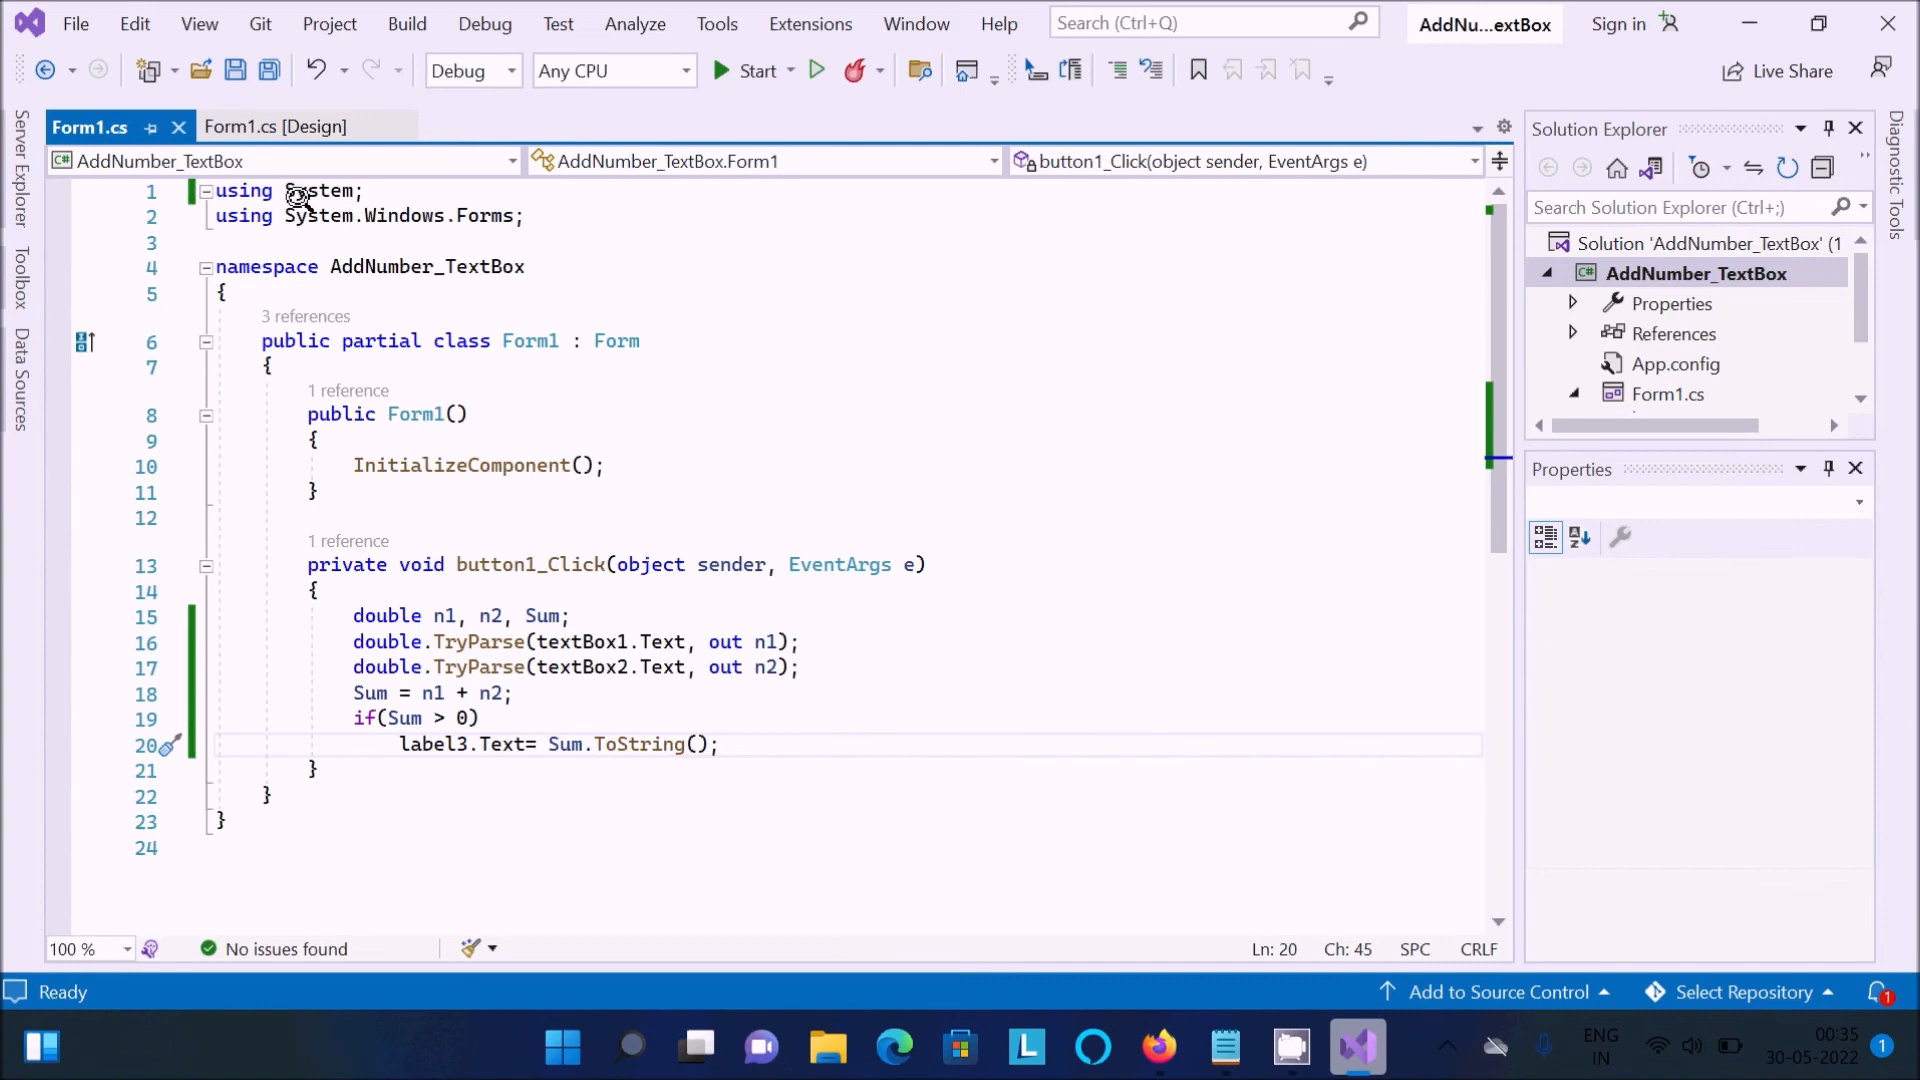 File Edit View Git Project Build Debug Test Analyze Tools Extensions Window Help Search (Ctrl+Q) AddNu...extBox Sign in
Debug Any CPU Start Live Share
Server Explorer
Toolbox
Data Sources
Form1.cs Form1.cs [Design]
AddNumber_TextBox AddNumber_TextBox.Form1 button1_Click(object sender, EventArgs e)
1 using System;
2 using System.Windows.Forms;
3
4 namespace AddNumber_TextBox
5 {
3 references
6 public partial class Form1 : Form
7 {
1 reference
8 public Form1()
9 {
10 InitializeComponent();
11 }
12
1 reference
13 private void button1_Click(object sender, EventArgs e)
14 {
15 double n1, n2, Sum;
16 double.TryParse(textBox1.Text, out n1);
17 double.TryParse(textBox2.Text, out n2);
18 Sum = n1 + n2;
19 if(Sum > 0)
20 label3.Text= Sum.ToString();
21 }
22 }
23 }
24
100 % No issues found Ln: 20 Ch: 45 SPC CRLF
Solution Explorer
Search Solution Explorer (Ctrl+;)
Solution 'AddNumber_TextBox' (1
C# AddNumber_TextBox
Properties
References
App.config
Form1.cs
Properties
Diagnostic Tools
Ready Add to Source Control Select Repository 1
L ENG
IN
00:35
30-05-2022
1